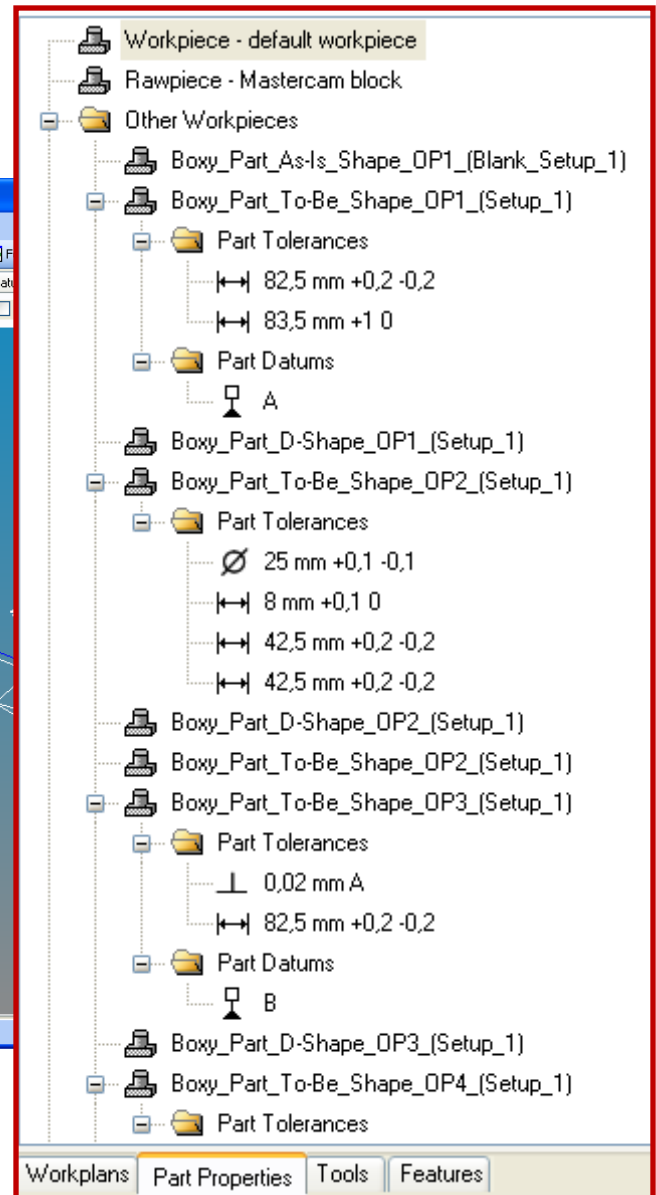 Workpiece - default workpiece
Rawpiece - Mastercam block
Other Workpieces
Boxy_Part_As-Is_Shape_OP1_(Blank_Setup_1)
Boxy_Part_To-Be_Shape_OP1_(Setup_1)
Part Tolerances
82,5 mm +0,2 -0,2
83,5 mm +1 0
Part Datums
A
Boxy_Part_D-Shape_OP1_(Setup_1)
Boxy_Part_To-Be_Shape_OP2_(Setup_1)
Part Tolerances
Ø 25 mm +0,1 -0,1
8 mm +0,1 0
42,5 mm +0,2 -0,2
42,5 mm +0,2 -0,2
Boxy_Part_D-Shape_OP2_(Setup_1)
Boxy_Part_To-Be_Shape_OP2_(Setup_1)
Boxy_Part_To-Be_Shape_OP3_(Setup_1)
Part Tolerances
⊥ 0,02 mm A
82,5 mm +0,2 -0,2
Part Datums
B
Boxy_Part_D-Shape_OP3_(Setup_1)
Boxy_Part_To-Be_Shape_OP4_(Setup_1)
Part Tolerances
Workplans Part Properties Tools Features